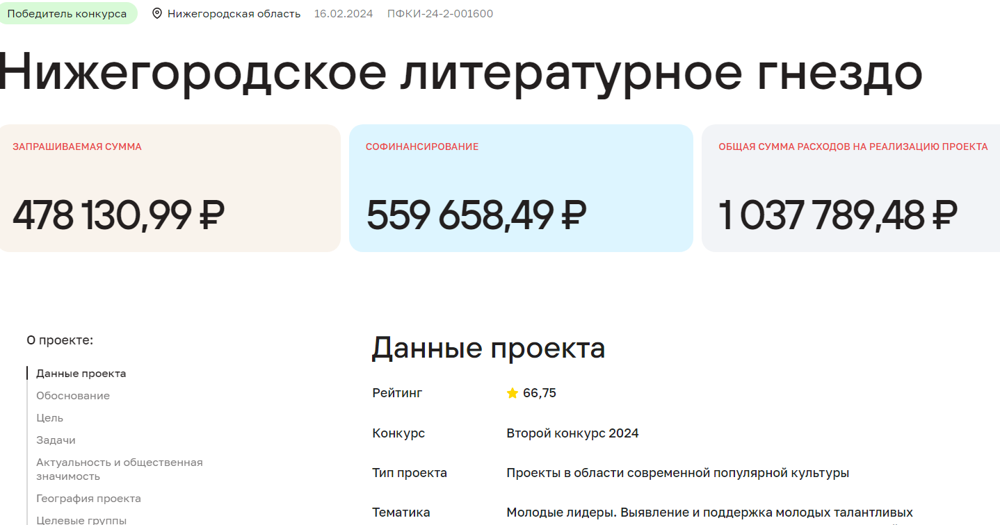 Победитель конкурса Нижегородская область 16.02.2024 ПФКИ-24-2-001600
Нижегородское литературное гнездо
ЗАПРАШИВАЕМАЯ СУММА
478 130,99 ₽
СОФИНАНСИРОВАНИЕ
559 658,49 ₽
ОБЩАЯ СУММА РАСХОДОВ НА РЕАЛИЗАЦИЮ ПРОЕКТА
1 037 789,48 ₽
О проекте:
Данные проекта
Обоснование
Цель
Задачи
Актуальность и общественная
значимость
География проекта
Целевые группы
Данные проекта
Рейтинг 66,75
Конкурс Второй конкурс 2024
Тип проекта Проекты в области современной популярной культуры
Тематика Молодые лидеры. Выявление и поддержка молодых талантливых